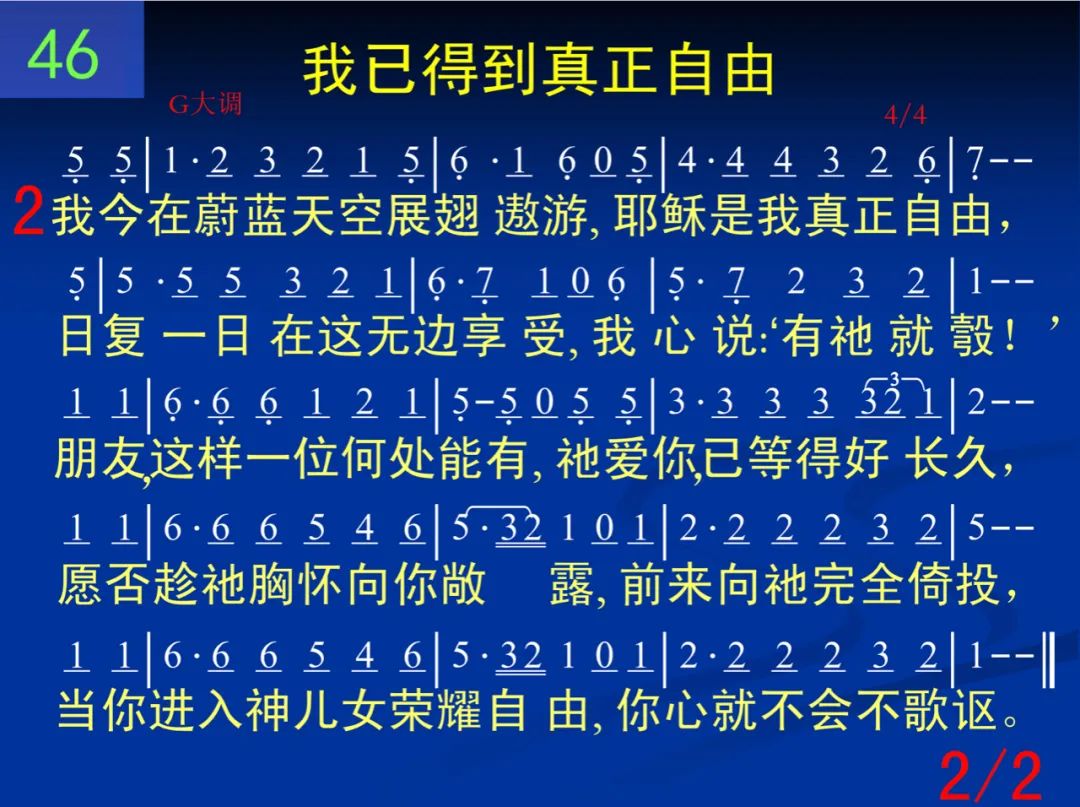 46
我已得到真正自由
G大调
4/4
5 5|1·2 3 2 1 5|6 ·1 6 0 5|4·4 4 3 2 6|7--
2 我今在蔚蓝天空展翅 遨游, 耶稣是我真正自由，
5|5 ·5 5 3 2 1|6·7 1 0 6|5·7 2 3 2|1--
日复 一日 在这无边享 受, 我 心 说:‘有祂 就 彀！’
3
1 1|6·6 6 1 2 1|5-5 0 5 5|3·3 3 3 32 1|2--
朋友,这样一位何处能有, 祂爱你,已等得好 长久，
1 1|6·6 6 5 4 6|5·32 1 0 1|2·2 2 2 3 2|5--
愿否趁祂胸怀向你敞 露, 前来向祂完全倚投，
1 1|6·6 6 5 4 6|5·32 1 0 1|2·2 2 2 3 2|1--‖
当你进入神儿女荣耀自 由, 你心就不会不歌讴。
2/2